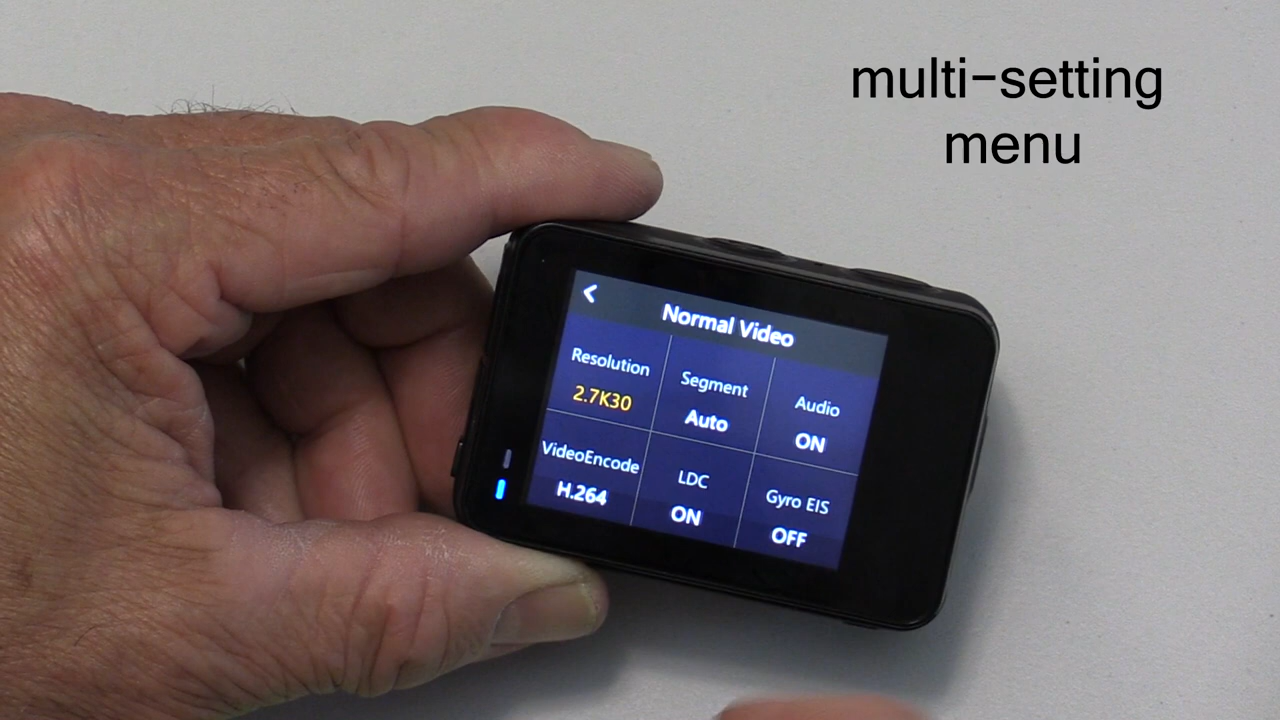 multi-setting
menu
Normal Video
Resolution
2.7K30
Segment
Auto
Audio
ON
VideoEncode
H.264
LDC
ON
Gyro EIS
OFF